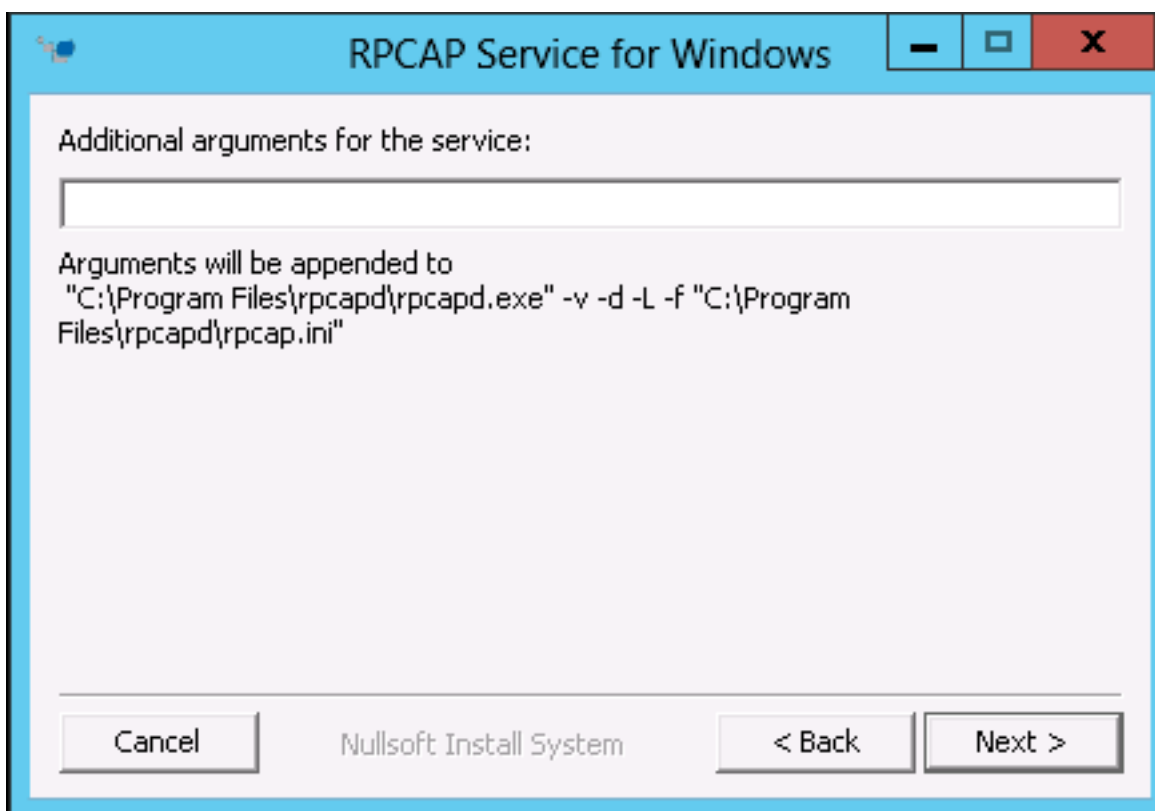 RPCAP Service for Windows
Additional arguments for the service:
Arguments will be appended to
"C:\Program Files\rpcapd\rpcapd.exe" -v -d -L -f "C:\Program
Files\rpcapd\rpcap.ini"
Cancel
Nullsoft Install System
< Back
Next >